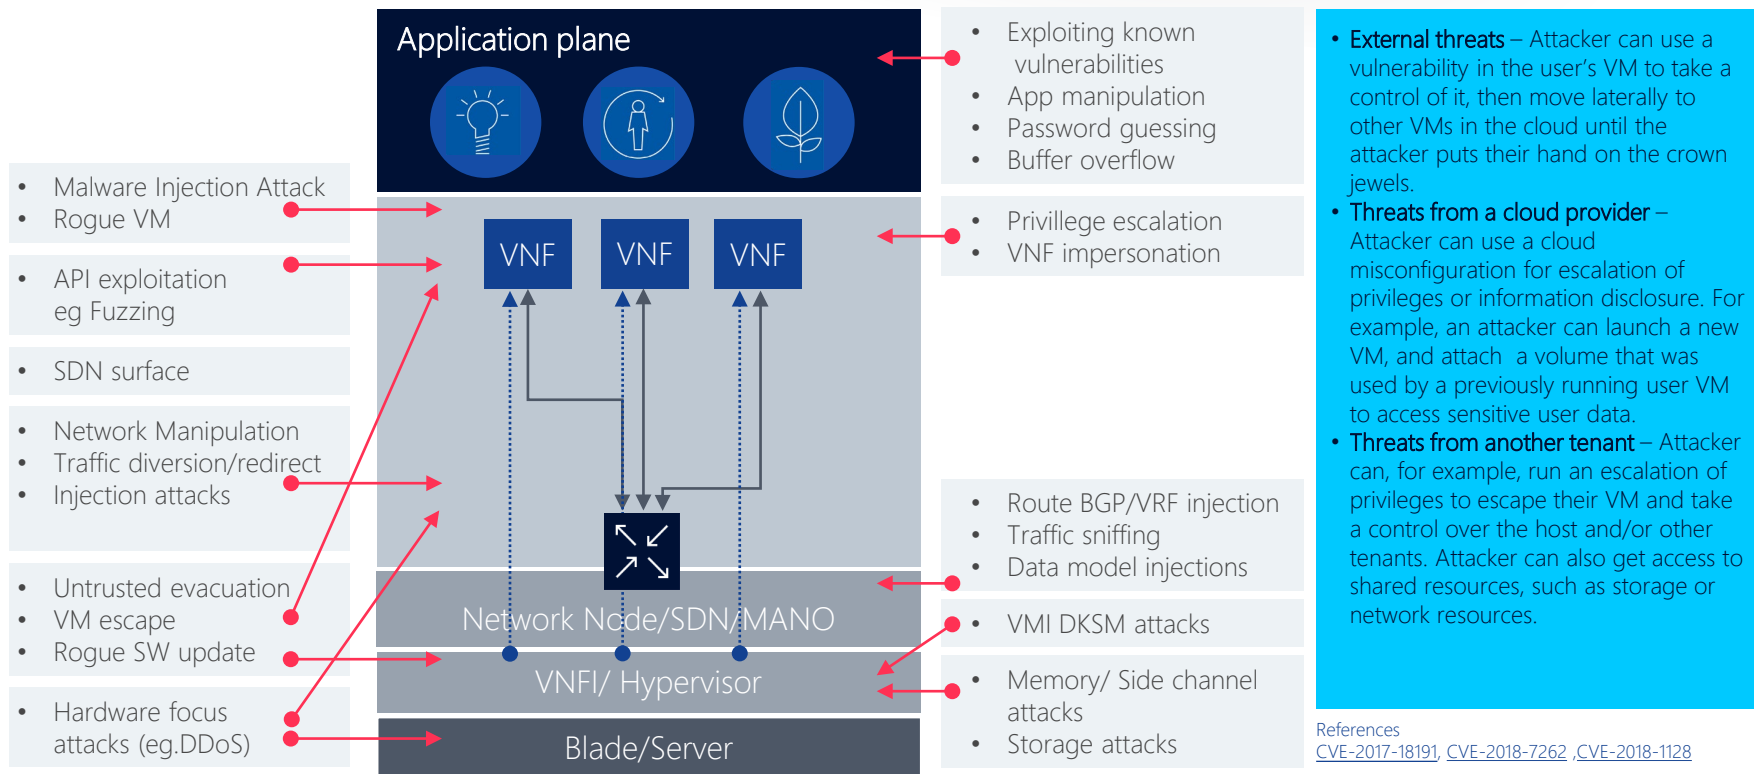 Application plane
VNF
VNF
VNF
Network Node/SDN/MANO
VNFI/ Hypervisor
Blade/Server
• Malware Injection Attack
• Rogue VM
• API exploitation
eg Fuzzing
• SDN surface
• Network Manipulation
• Traffic diversion/redirect
• Injection attacks
• Untrusted evacuation
• VM escape
• Rogue SW update
• Hardware focus
attacks (eg.DDoS)
• Exploiting known
vulnerabilities
• App manipulation
• Password guessing
• Buffer overflow
• Privillege escalation
• VNF impersonation
• Route BGP/VRF injection
• Traffic sniffing
• Data model injections
• VMI DKSM attacks
• Memory/ Side channel
attacks
• Storage attacks
• External threats – Attacker can use a
vulnerability in the user's VM to take a
control of it, then move laterally to
other VMs in the cloud until the
attacker puts their hand on the crown
jewels.
• Threats from a cloud provider –
Attacker can use a cloud
misconfiguration for escalation of
privileges or information disclosure. For
example, an attacker can launch a new
VM, and attach a volume that was
used by a previously running user VM
to access sensitive user data.
• Threats from another tenant – Attacker
can, for example, run an escalation of
privileges to escape their VM and take
a control over the host and/or other
tenants. Attacker can also get access to
shared resources, such as storage or
network resources.
References
CVE-2017-18191, CVE-2018-7262 ,CVE-2018-1128